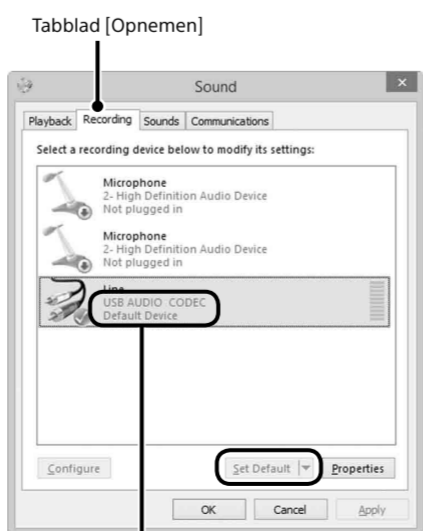 Tabblad [Opnemen]
Sound
Playback Recording Sounds Communications
Select a recording device below to modify its settings:
Microphone
2- High Definition Audio Device
Not plugged in
Microphone
2- High Definition Audio Device
Not plugged in
Line
USB AUDIO CODEC
Default Device
Configure Set Default Properties
OK Cancel Apply